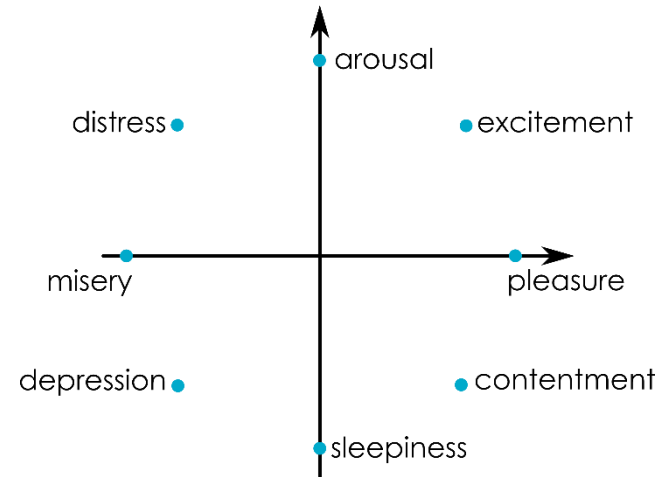 arousal
distress
excitement
misery
pleasure
depression
contentment
sleepiness